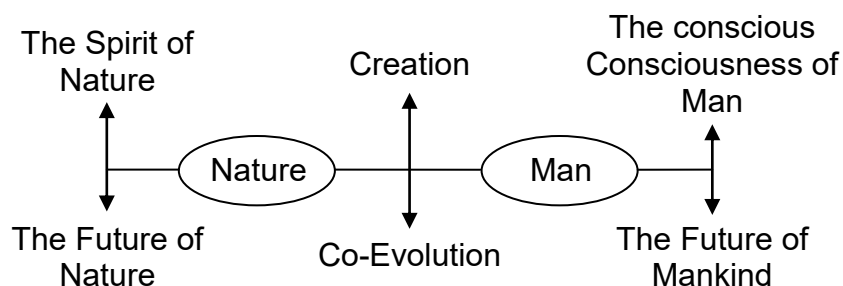 The Spirit of
Nature
Creation
The conscious
Consciousness of
Man
Nature
Man
The Future of
Nature
Co-Evolution
The Future of
Mankind